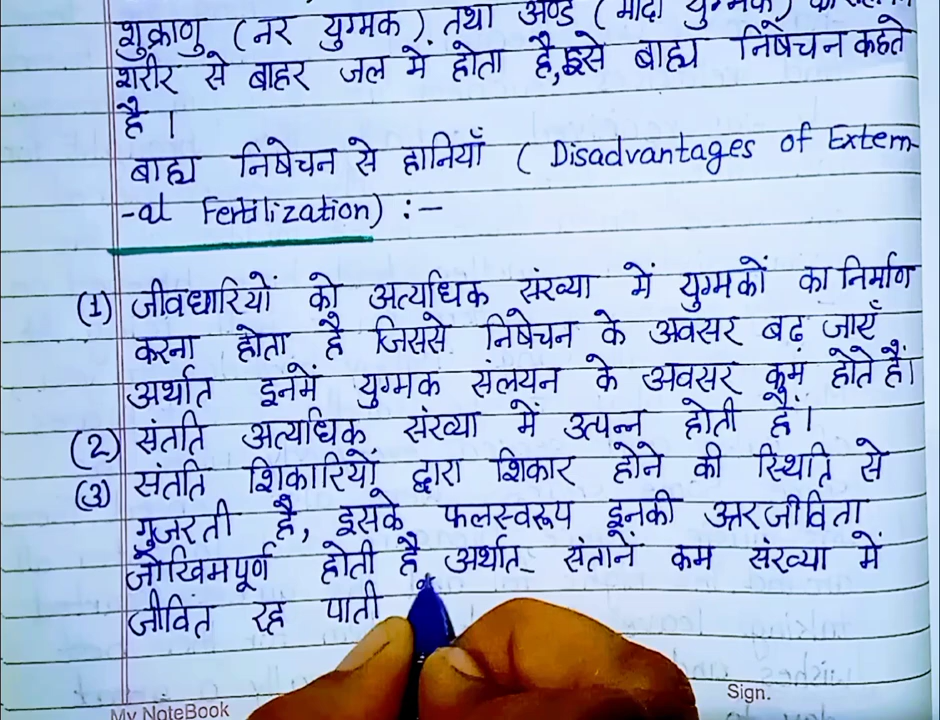 शुक्राणु (नर युग्मक) तथा अण्ड (मादा युग्मक) का
शरीर से बाहर जल में होता है, इसे बाह्य निषेचन कहते
है ।
बाह्य निषेचन से हानियाँ ( Disadvantages of Extern-
-al Fertilization) :-
(1) जीवधारियों को अत्यधिक संख्या में युग्मकों का निर्माण
करना होता है जिससे निषेचन के अवसर बढ़ जाएँ
अर्थात इनमें युग्मक संलयन के अवसर कम होते हैं।
(2) संतति अत्यधिक संख्या में उत्पन्न होती है।
(3) संतति शिकारियों द्वारा शिकार होने की स्थिति से
गुजरती है, इसके फलस्वरूप इनकी उत्तरजीविता
जोखिमपूर्ण होती है अर्थात- संतानें कम संख्या में
जीवित रह पाती
Sign.
My NoteBook